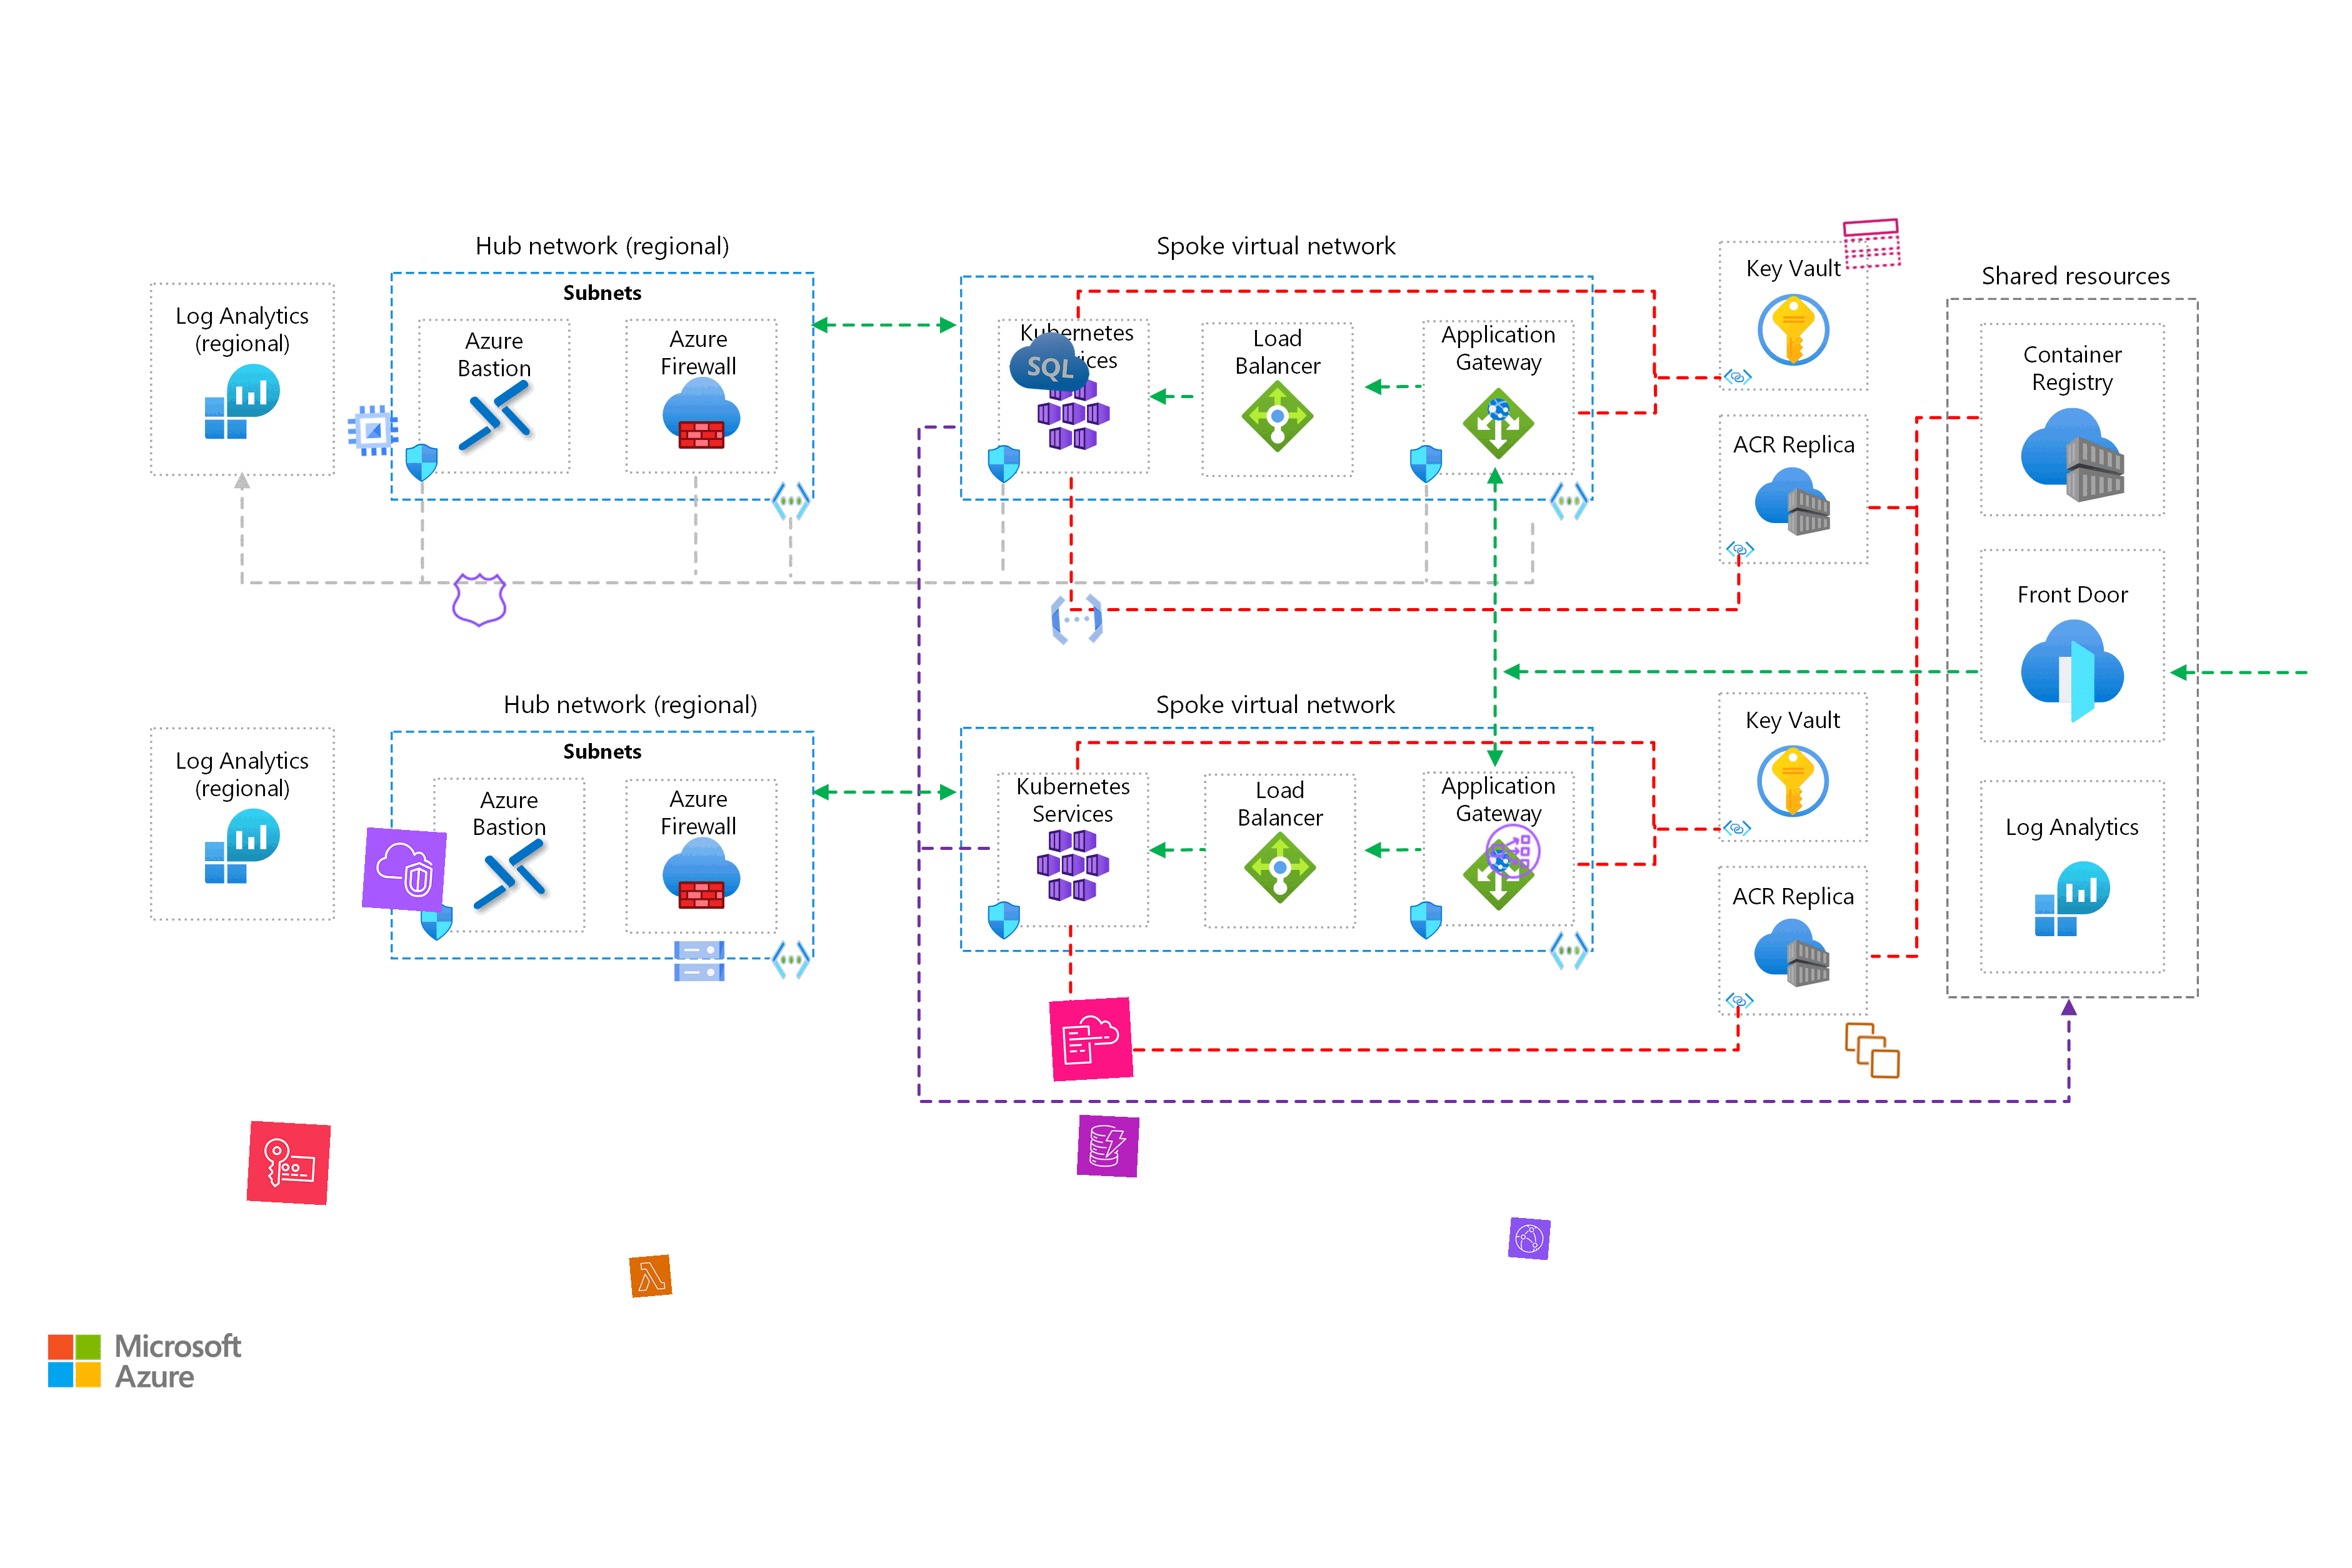 Hub network (regional)
Spoke virtual network
Shared resources
Log Analytics
(regional)
Subnets
Azure
Bastion
Azure
Firewall
Kubernetes
SQL
Load
Balancer
Application
Gateway
Key Vault
ACR Replica
Container
Registry
Front Door
Log Analytics
Hub network (regional)
Spoke virtual network
Log Analytics
(regional)
Subnets
Azure
Bastion
Azure
Firewall
Kubernetes
Services
Load
Balancer
Application
Gateway
Key Vault
ACR Replica
Microsoft
Azure